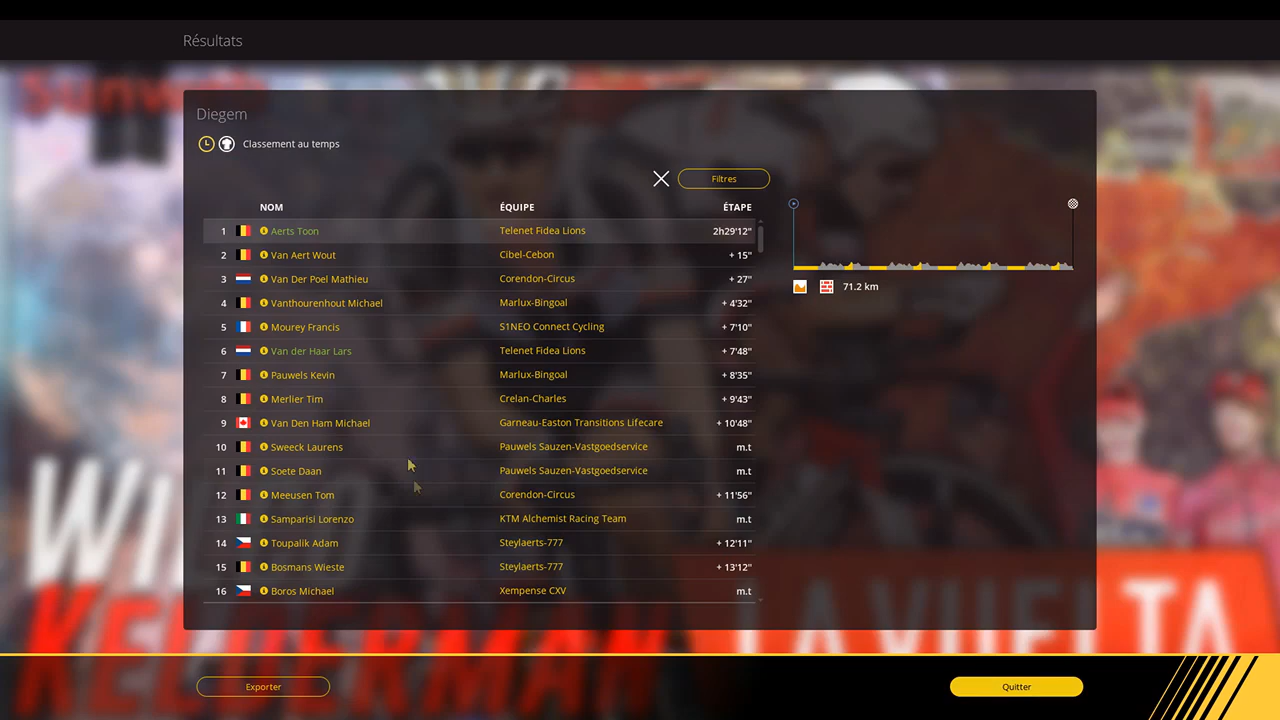 Résultats
Diegem
Classement au temps
Filtres
NOM ÉQUIPE ÉTAPE
1 Aerts Toon Telenet Fidea Lions 2h29'12"
2 Van Aert Wout Cibel-Cebon + 15"
3 Van Der Poel Mathieu Corendon-Circus + 27"
4 Vanthourenhout Michael Marlux-Bingoal + 4'32"
5 Mourey Francis S1NEO Connect Cycling + 7'10"
6 Van der Haar Lars Telenet Fidea Lions + 7'48"
7 Pauwels Kevin Marlux-Bingoal + 8'35"
8 Merlier Tim Crelan-Charles + 9'43"
9 Van Den Ham Michael Garneau-Easton Transitions Lifecare + 10'48"
10 Sweeck Laurens Pauwels Sauzen-Vastgoedservice m.t
11 Soete Daan Pauwels Sauzen-Vastgoedservice m.t
12 Meeusen Tom Corendon-Circus + 11'56"
13 Samparisi Lorenzo KTM Alchemist Racing Team m.t
14 Toupalik Adam Steylaerts-777 + 12'11"
15 Bosmans Wieste Steylaerts-777 + 13'12"
16 Boros Michael Xempense CXV m.t
71.2 km
KELDERMAN
LA VUELTA
Exporter
Quitter